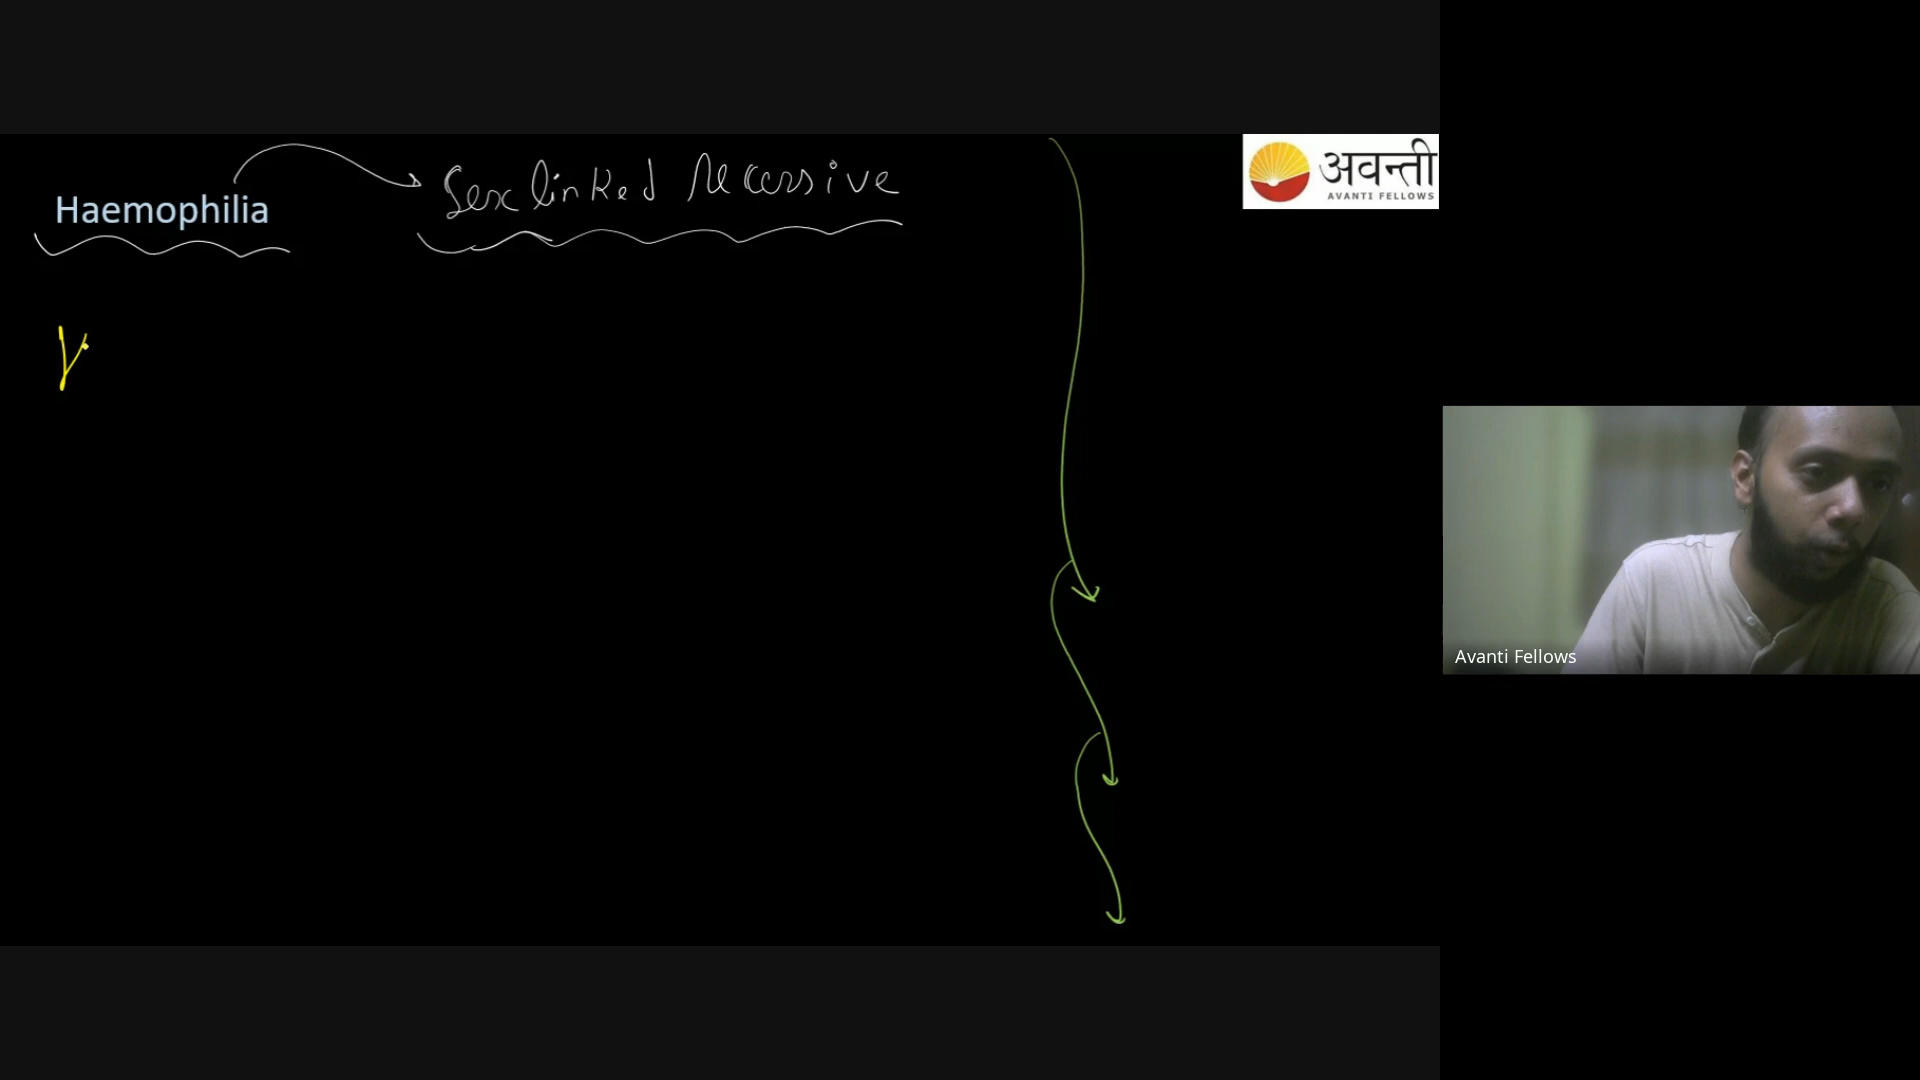 Haemophilia
Sex linked recessive
अवन्ती
AVANTI FELLOWS
Avanti Fellows